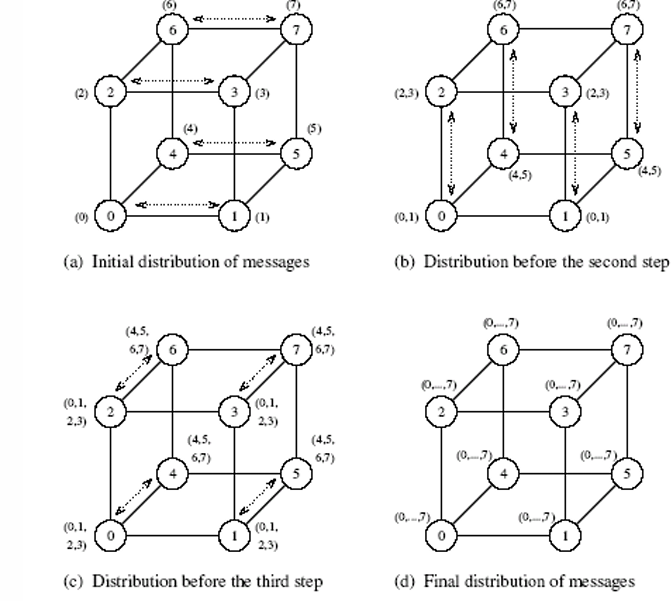 (6) (7)
6 7
(2) 2 3 (3)
(4) (5)
4 5
(0) 0 1 (1)
(a) Initial distribution of messages
(6,7) (6,7)
6 7
(2,3) 2 3 (2,3)
4 5
(4,5) (4,5)
(0,1) 0 1 (0,1)
(b) Distribution before the second step
(4,5, (4,5,
6,7) 6 7 6,7)
(0,1, 2 3 (0,1,
2,3) 2,3)
(4,5, (4,5,
6,7) 6,7)
4 5
(0,1, 0 1 (0,1,
2,3) 2,3)
(c) Distribution before the third step
(0,...,7) (0,...,7)
6 7
(0,...,7) (0,...,7)
2 3
(0,...,7) (0,...,7)
4 5
(0,...,7) (0,...,7)
0 1
(d) Final distribution of messages